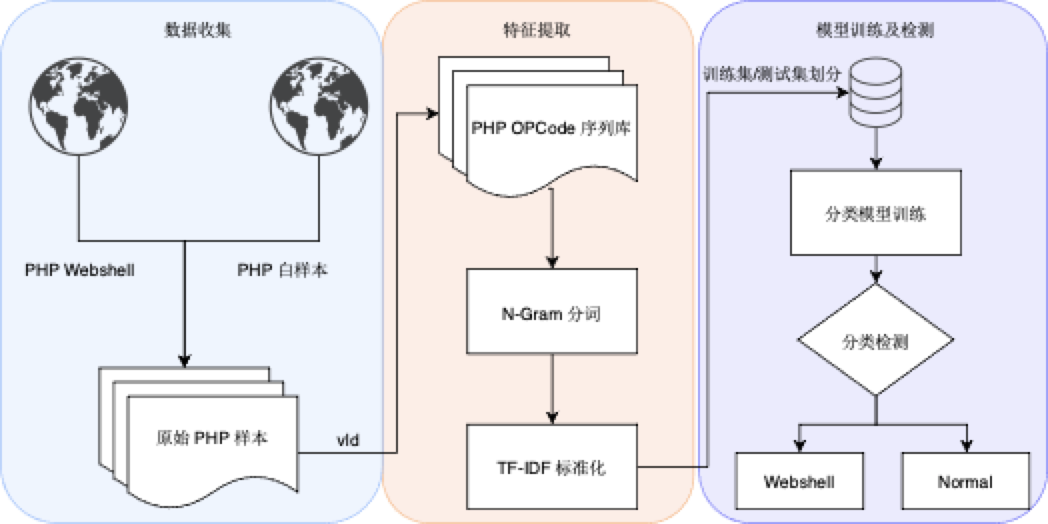 数据收集
PHP Webshell
PHP 白样本
原始 PHP 样本
vld
特征提取
PHP OPCode 序列库
N-Gram 分词
TF-IDF 标准化
模型训练及检测
训练集/测试集划分
分类模型训练
分类检测
Webshell
Normal